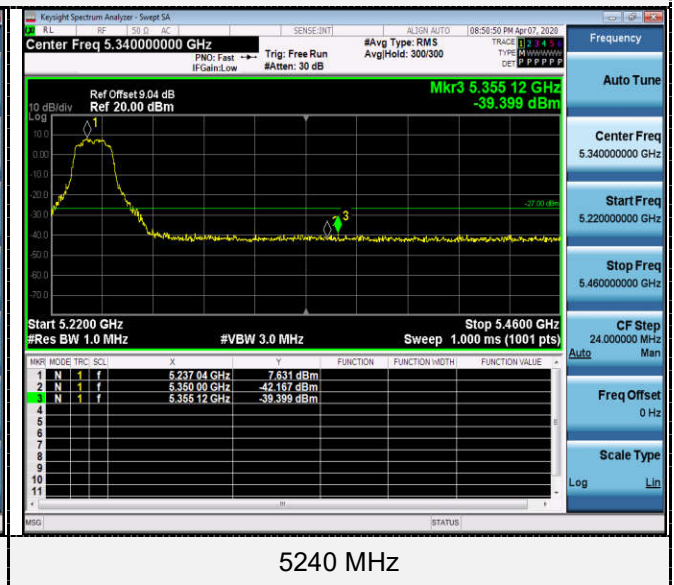 Keysight Spectrum Analyzer - Swept SA
RL RF 50 Ω AC SENSE:INT ALIGN AUTO 08:50:50 PM Apr 07, 2020
Center Freq 5.340000000 GHz
PNO: Fast
IFGain:Low
Trig: Free Run
#Atten: 30 dB
#Avg Type: RMS
Avg|Hold: 300/300
TRACE 1 2 3 4 5 6
TYPE M W W W W W
DET P P P P P P
Frequency
Mkr3 5.355 12 GHz
-39.399 dBm
Ref Offset 9.04 dB
10 dB/div Ref 20.00 dBm
Log
1
10.0
0.00
-10.0
-20.0
-27.00 dBm
-30.0
2 3
-40.0
-50.0
-60.0
-70.0
Start 5.2200 GHz Stop 5.4600 GHz
#Res BW 1.0 MHz #VBW 3.0 MHz Sweep 1.000 ms (1001 pts)
MKR MODE TRC SCL X Y FUNCTION FUNCTION WIDTH FUNCTION VALUE
1 N 1 f 5.237 04 GHz 7.631 dBm
2 N 1 f 5.350 00 GHz -42.167 dBm
3 N 1 f 5.355 12 GHz -39.399 dBm
4
5
6
7
8
9
10
11
MSG STATUS
Auto Tune
Center Freq
5.340000000 GHz
Start Freq
5.220000000 GHz
Stop Freq
5.460000000 GHz
CF Step
24.000000 MHz
Auto Man
Freq Offset
0 Hz
Scale Type
Log Lin
5240 MHz